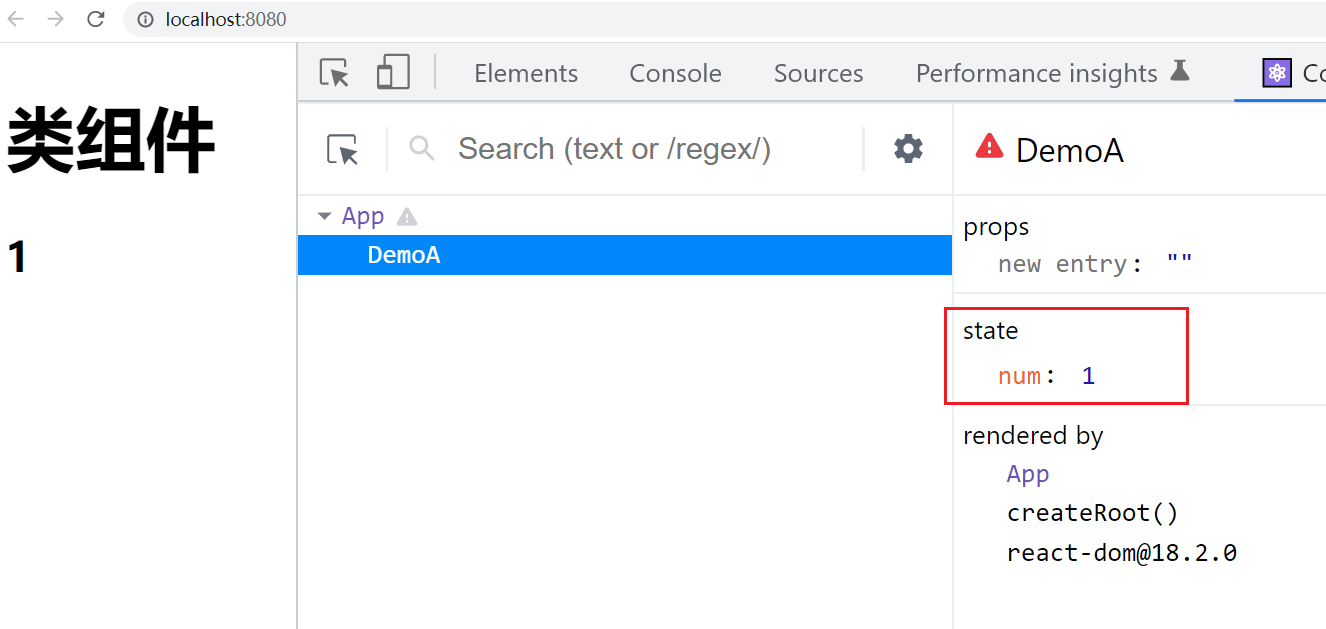 localhost:8080
类组件
1
Elements
Console
Sources
Performance insights
Co
Search (text or /regex/)
DemoA
App
DemoA
props
new entry: ""
state
num: 1
rendered by
App
createRoot()
react-dom@18.2.0